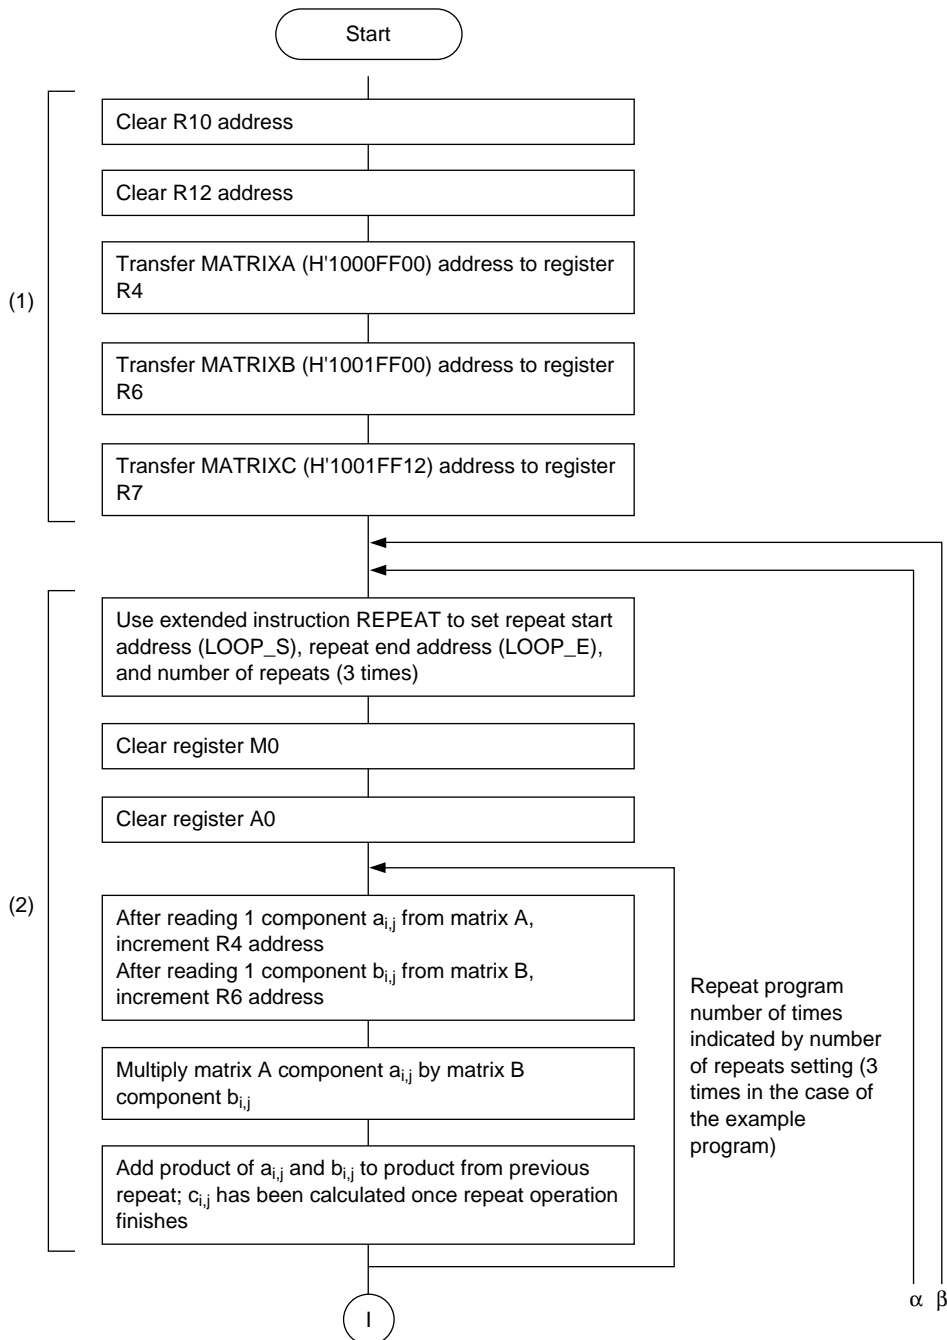 Start
Clear R10 address
Clear R12 address
Transfer MATRIXA (H'1000FF00) address to register
R4
(1)
Transfer MATRIXB (H'1001FF00) address to register
R6
Transfer MATRIXC (H'1001FF12) address to register
R7
Use extended instruction REPEAT to set repeat start
address (LOOP_S), repeat end address (LOOP_E),
and number of repeats (3 times)
Clear register M0
Clear register A0
(2)
After reading 1 component ai,j from matrix A,
increment R4 address
After reading 1 component bi,j from matrix B,
increment R6 address
Multiply matrix A component ai,j by matrix B
component bi,j
Add product of ai,j and bi,j to product from previous
repeat; ci,j has been calculated once repeat operation
finishes
Repeat program
number of times
indicated by number
of repeats setting (3
times in the case of
the example
program)
I
α β